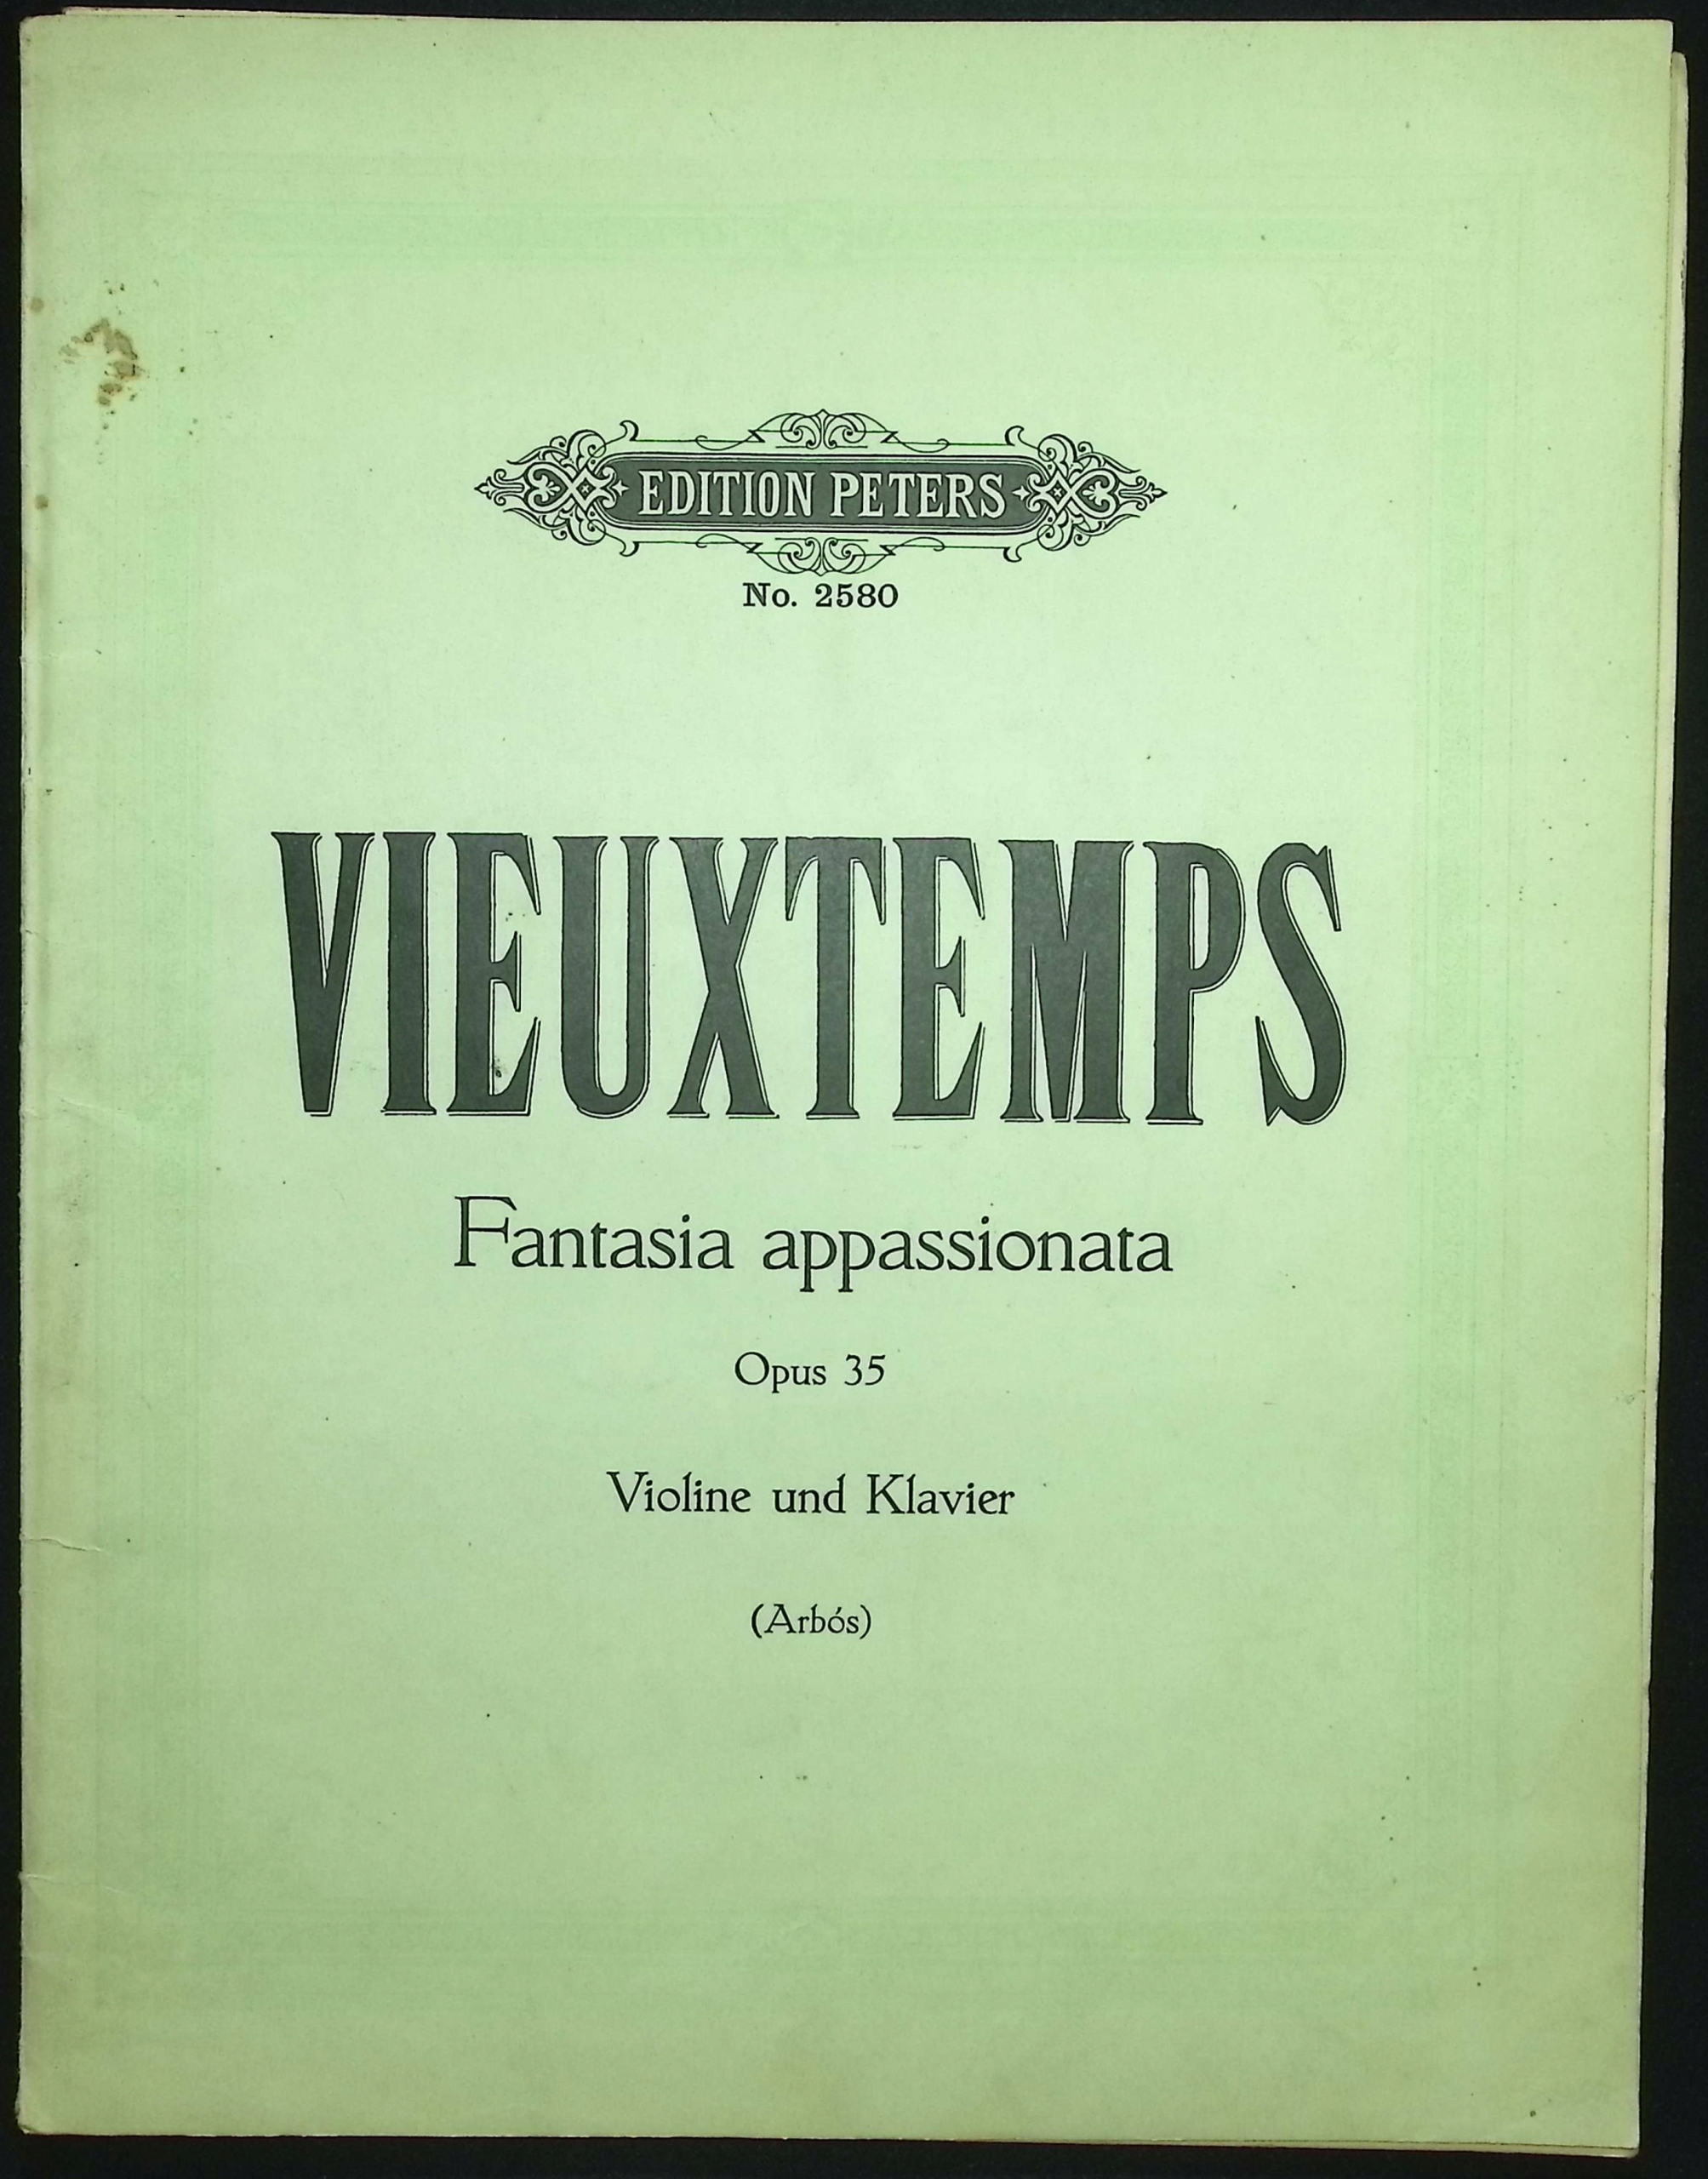 EDITION PETERS
No. 2580
VIEUXTEMPS
Fantasia appassionata
Opus 35
Violine und Klavier
(Arbós)